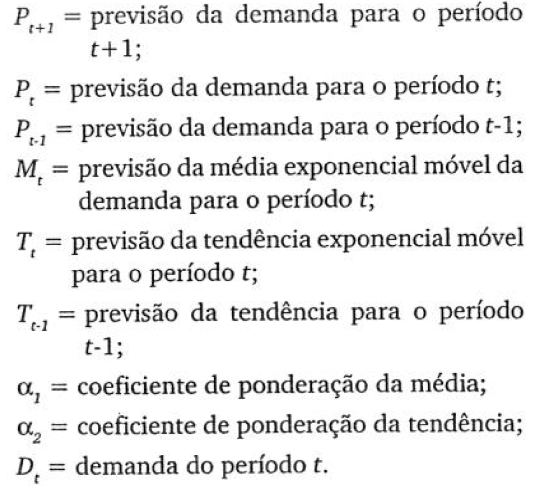 P_{t+1} = previsão da demanda para o período
t+1;
P_t = previsão da demanda para o período t;
P_{t-1} = previsão da demanda para o período t-1;
M_t = previsão da média exponencial móvel da
demanda para o período t;
T_t = previsão da tendência exponencial móvel
para o período t;
T_{t-1} = previsão da tendência para o período
t-1;
α_1 = coeficiente de ponderação da média;
α_2 = coeficiente de ponderação da tendência;
D_t = demanda do período t.